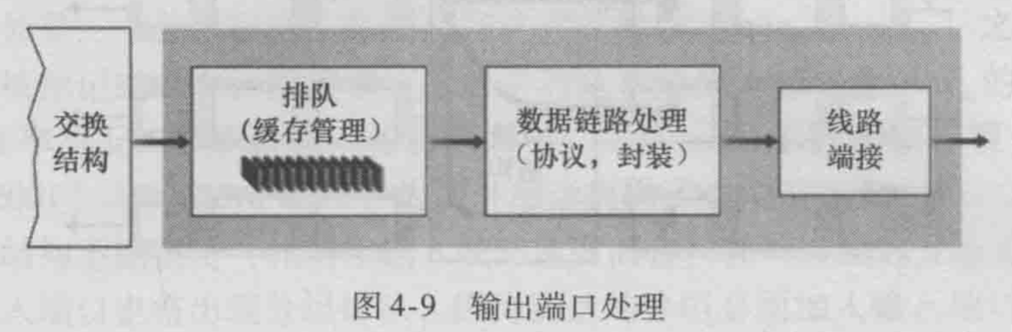 交换
结构
排队
(缓存管理)
数据链路处理
(协议，封装)
线路
端接
图4-9 输出端口处理